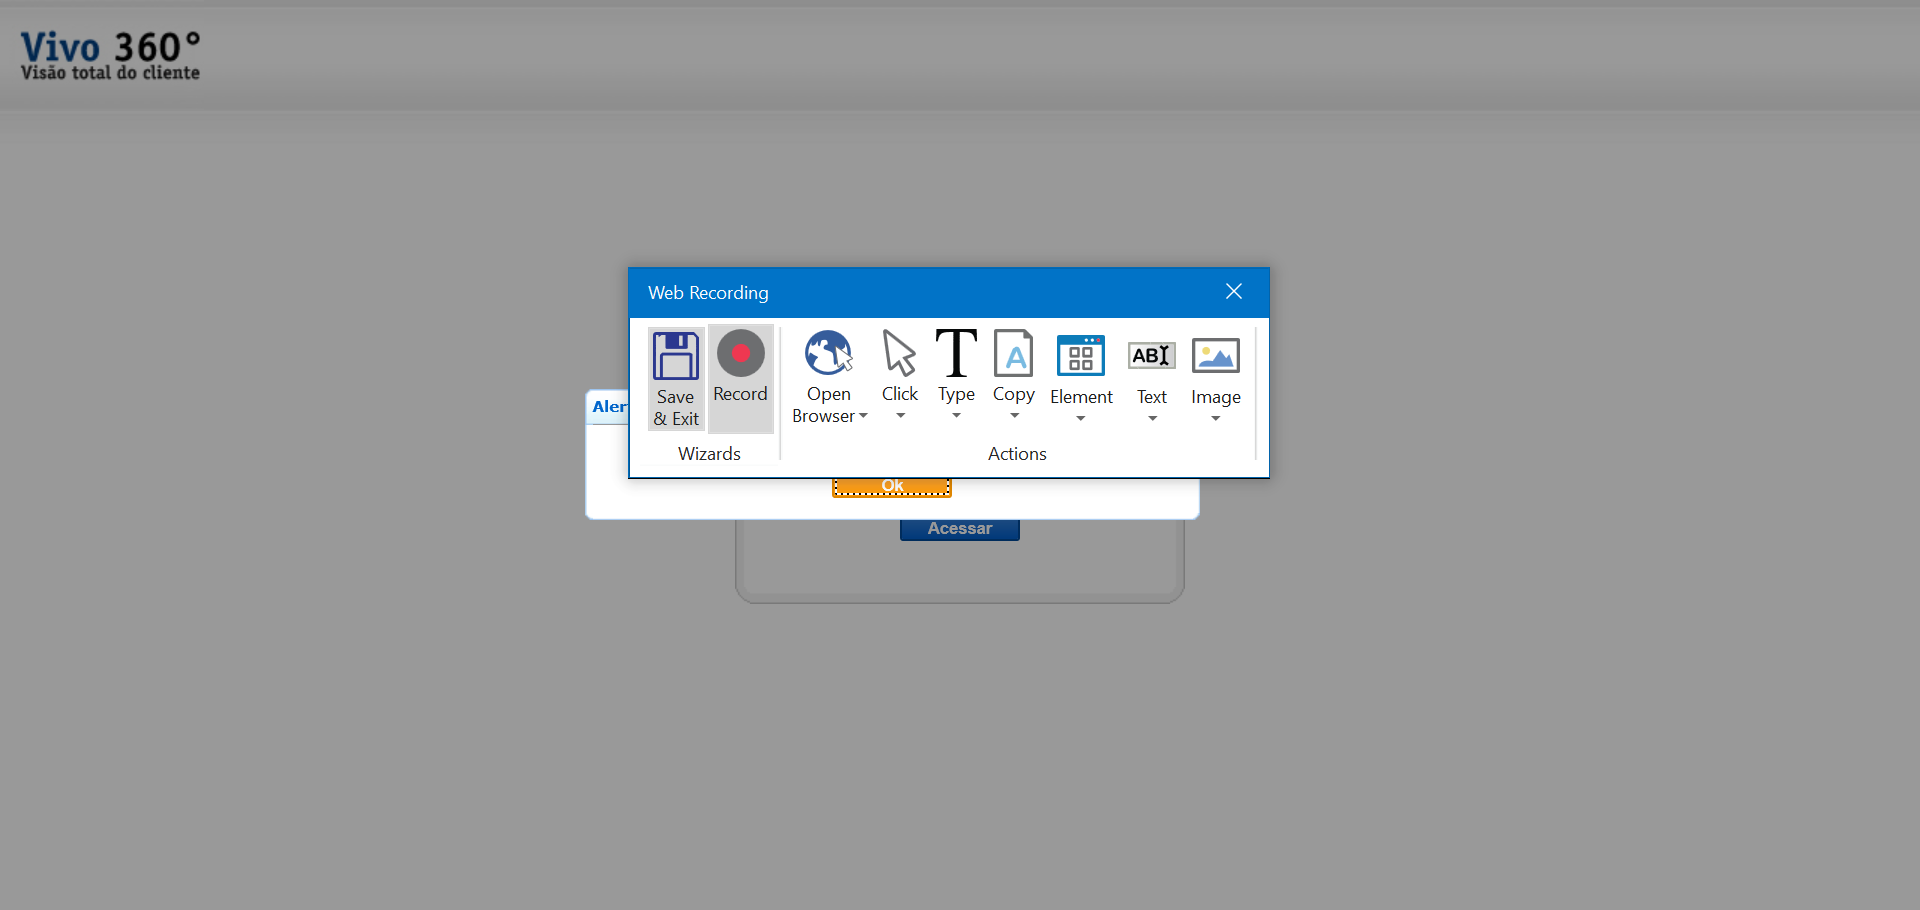 Vivo 360°
Visão total do cliente
Web Recording
Save
& Exit
Record
Open
Browser
Click
Type
Copy
Element
ABI
Text
Image
Wizards
Actions
Ok
Acessar